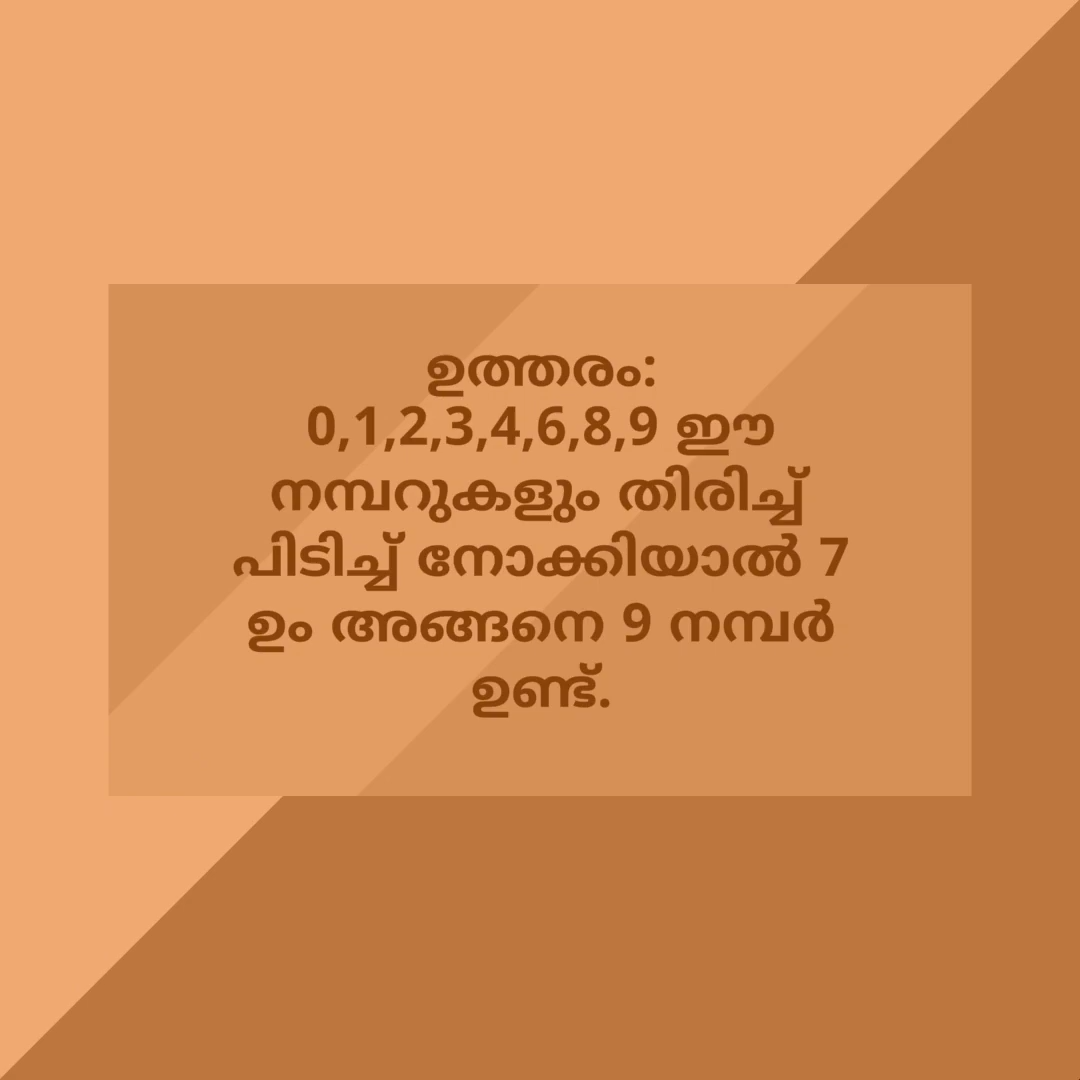 ഉത്തരം:
0,1,2,3,4,6,8,9 ഈ
നമ്പറുകളും തിരിച്ച്
പിടിച്ച് നോക്കിയാൽ 7
ഉം അങ്ങനെ 9 നമ്പർ
ഉണ്ട്.